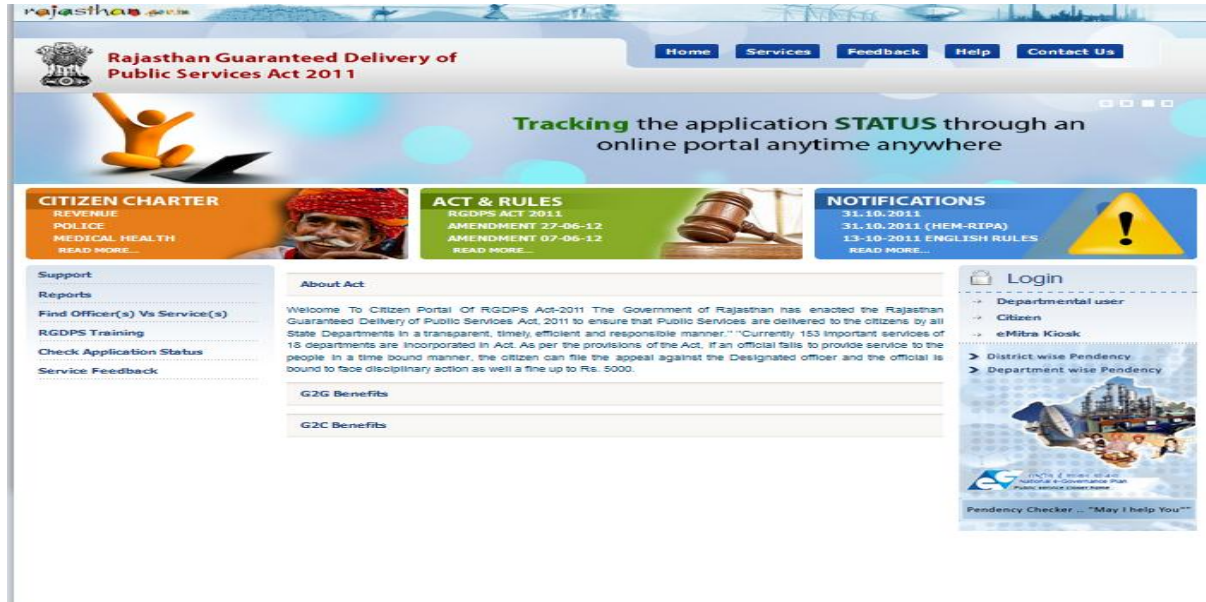 rajasthan.gov.in
Rajasthan Guaranteed Delivery of
Public Services Act 2011
Home Services Feedback Help Contact Us
Tracking the application STATUS through an
online portal anytime anywhere
CITIZEN CHARTER
REVENUE
POLICE
MEDICAL HEALTH
READ MORE...
ACT & RULES
RGDPS ACT 2011
AMENDMENT 27-06-12
AMENDMENT 07-06-12
READ MORE...
NOTIFICATIONS
31.10.2011
31.10.2011 (HEM-RIPA)
13-10-2011 ENGLISH RULES
READ MORE...
Support
Reports
Find Officer(s) Vs Service(s)
RGDPS Training
Check Application Status
Service Feedback
About Act
Welcome To Citizen Portal Of RGDPS Act-2011 The Government of Rajasthan has enacted the Rajasthan
Guaranteed Delivery of Public Services Act, 2011 to ensure that Public Services are delivered to the citizens by all
State Departments in a transparent, timely, efficient and responsible manner." "Currently 153 important services of
18 departments are incorporated in Act. As per the provisions of the Act, if an official fails to provide service to the
people in a time bound manner, the citizen can file the appeal against the Designated officer and the official is
bound to face disciplinary action as well a fine up to Rs. 5000.
G2G Benefits
G2C Benefits
Login
Departmental user
Citizen
eMitra Kiosk
District wise Pendency
Department wise Pendency
National e-Governance Plan
Public service closer home
Pendency Checker .. "May I help You""